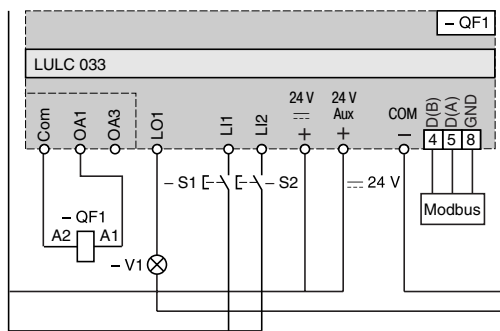 – QF1
LULC 033
Com OA1 OA3 LO1 LI1 LI2 24 V + 24 V Aux + COM – D(B) D(A) GND
4 5 8
– S1 – S2 24 V
Modbus
– QF1
A2 A1
– V1